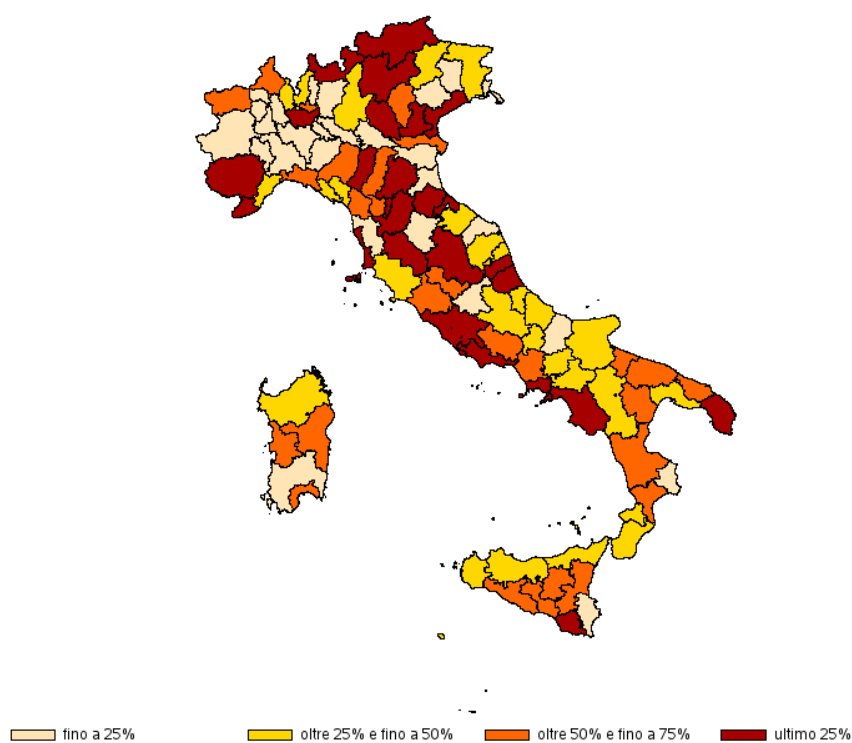 fino a 25%
oltre 25% e fino a 50%
oltre 50% e fino a 75%
ultimo 25%